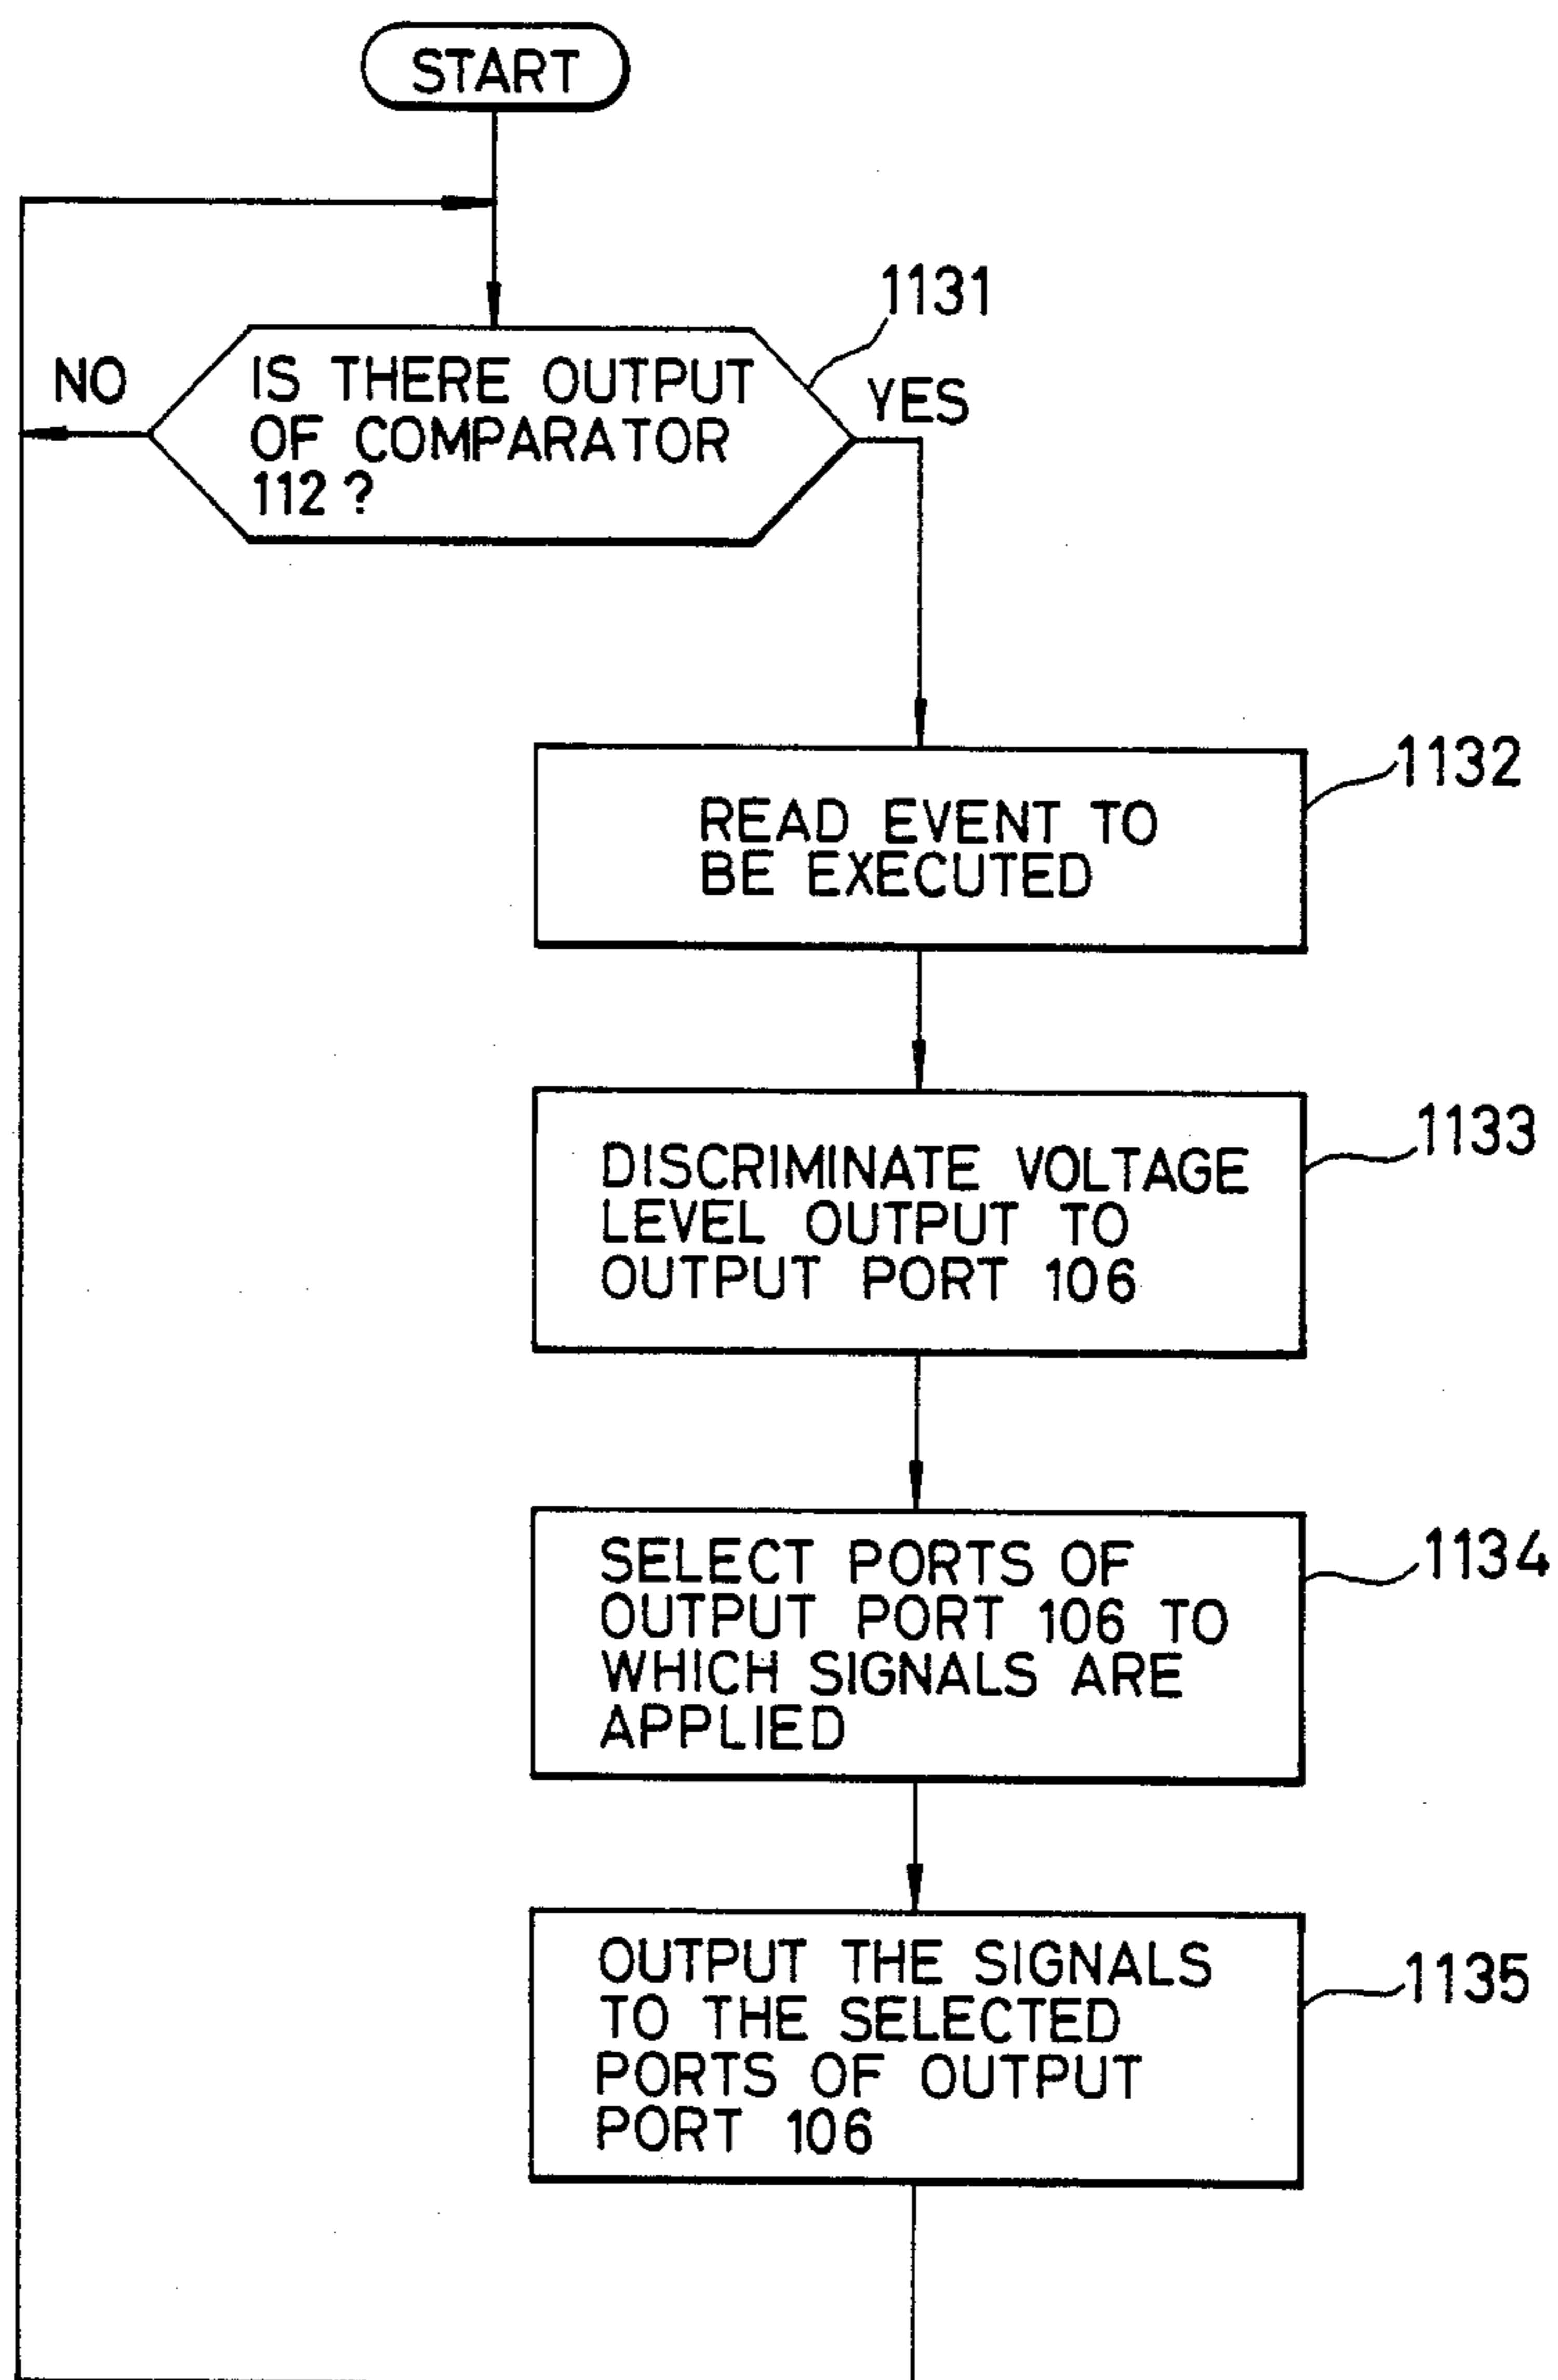 START
1131
NO
IS THERE OUTPUT
OF COMPARATOR
112 ?
YES
1132
READ EVENT TO
BE EXECUTED
1133
DISCRIMINATE VOLTAGE
LEVEL OUTPUT TO
OUTPUT PORT 106
1134
SELECT PORTS OF
OUTPUT PORT 106 TO
WHICH SIGNALS ARE
APPLIED
1135
OUTPUT THE SIGNALS
TO THE SELECTED
PORTS OF OUTPUT
PORT 106